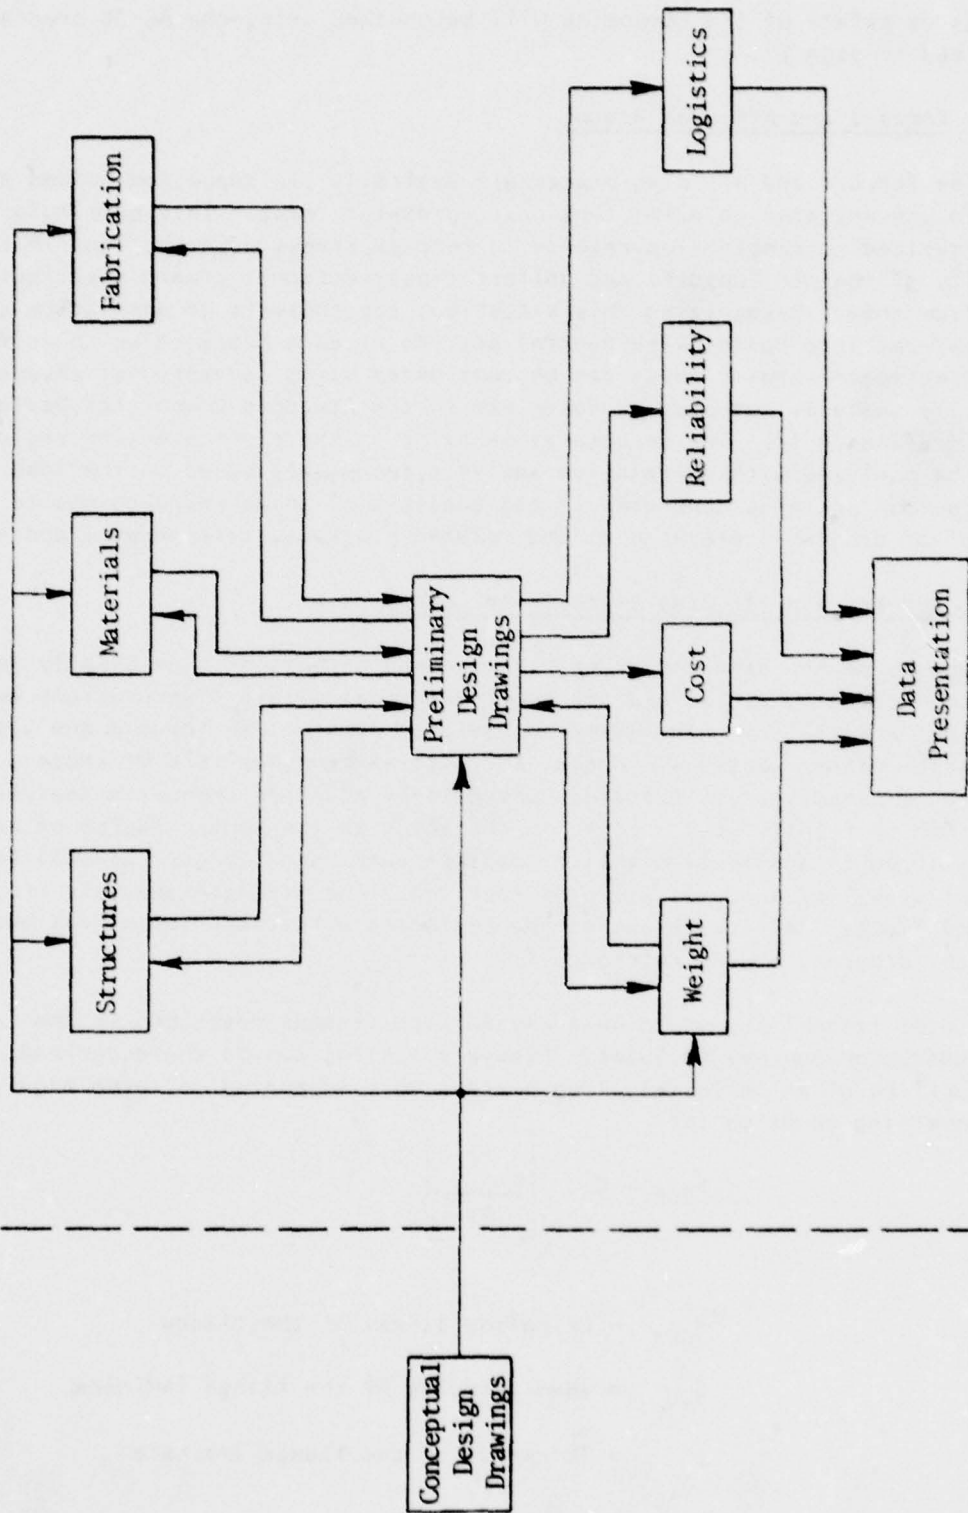 Conceptual
Design
Drawings
Structures
Materials
Fabrication
Preliminary
Design
Drawings
Weight
Cost
Reliability
Logistics
Data
Presentation